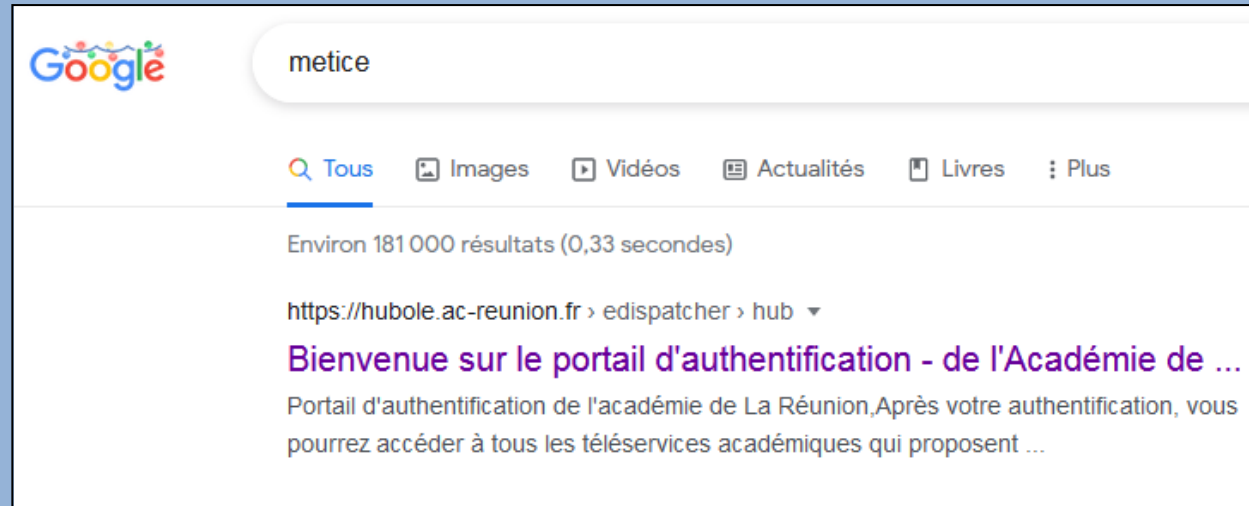 Google
metice
Tous Images Vidéos Actualités Livres Plus
Environ 181 000 résultats (0,33 secondes)
https://hubole.ac-reunion.fr › edispatcher › hub
Bienvenue sur le portail d'authentification - de l'Académie de ...
Portail d'authentification de l'académie de La Réunion,Après votre authentification, vous
pourrez accéder à tous les téléservices académiques qui proposent ...